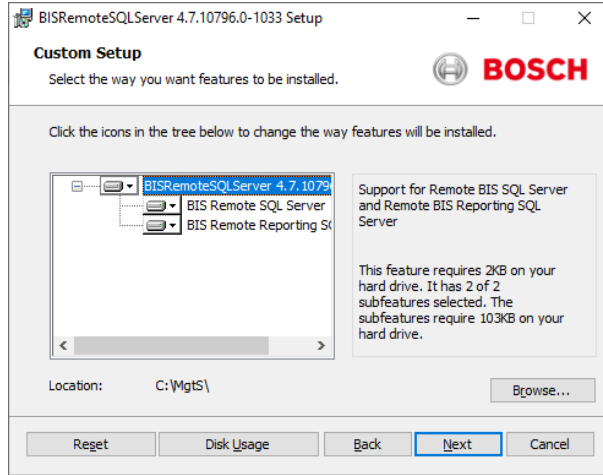 BISRemoteSQLServer 4.7.10796.0-1033 Setup
Custom Setup
Select the way you want features to be installed.
BOSCH
Click the icons in the tree below to change the way features will be installed.
BISRemoteSQLServer 4.7.1079
BIS Remote SQL Server
BIS Remote Reporting S
Support for Remote BIS SQL Server
and Remote BIS Reporting SQL
Server
This feature requires 2KB on your
hard drive. It has 2 of 2
subfeatures selected. The
subfeatures require 103KB on your
hard drive.
Location: C:\MgtS\
Browse...
Reset Disk Usage Back Next Cancel